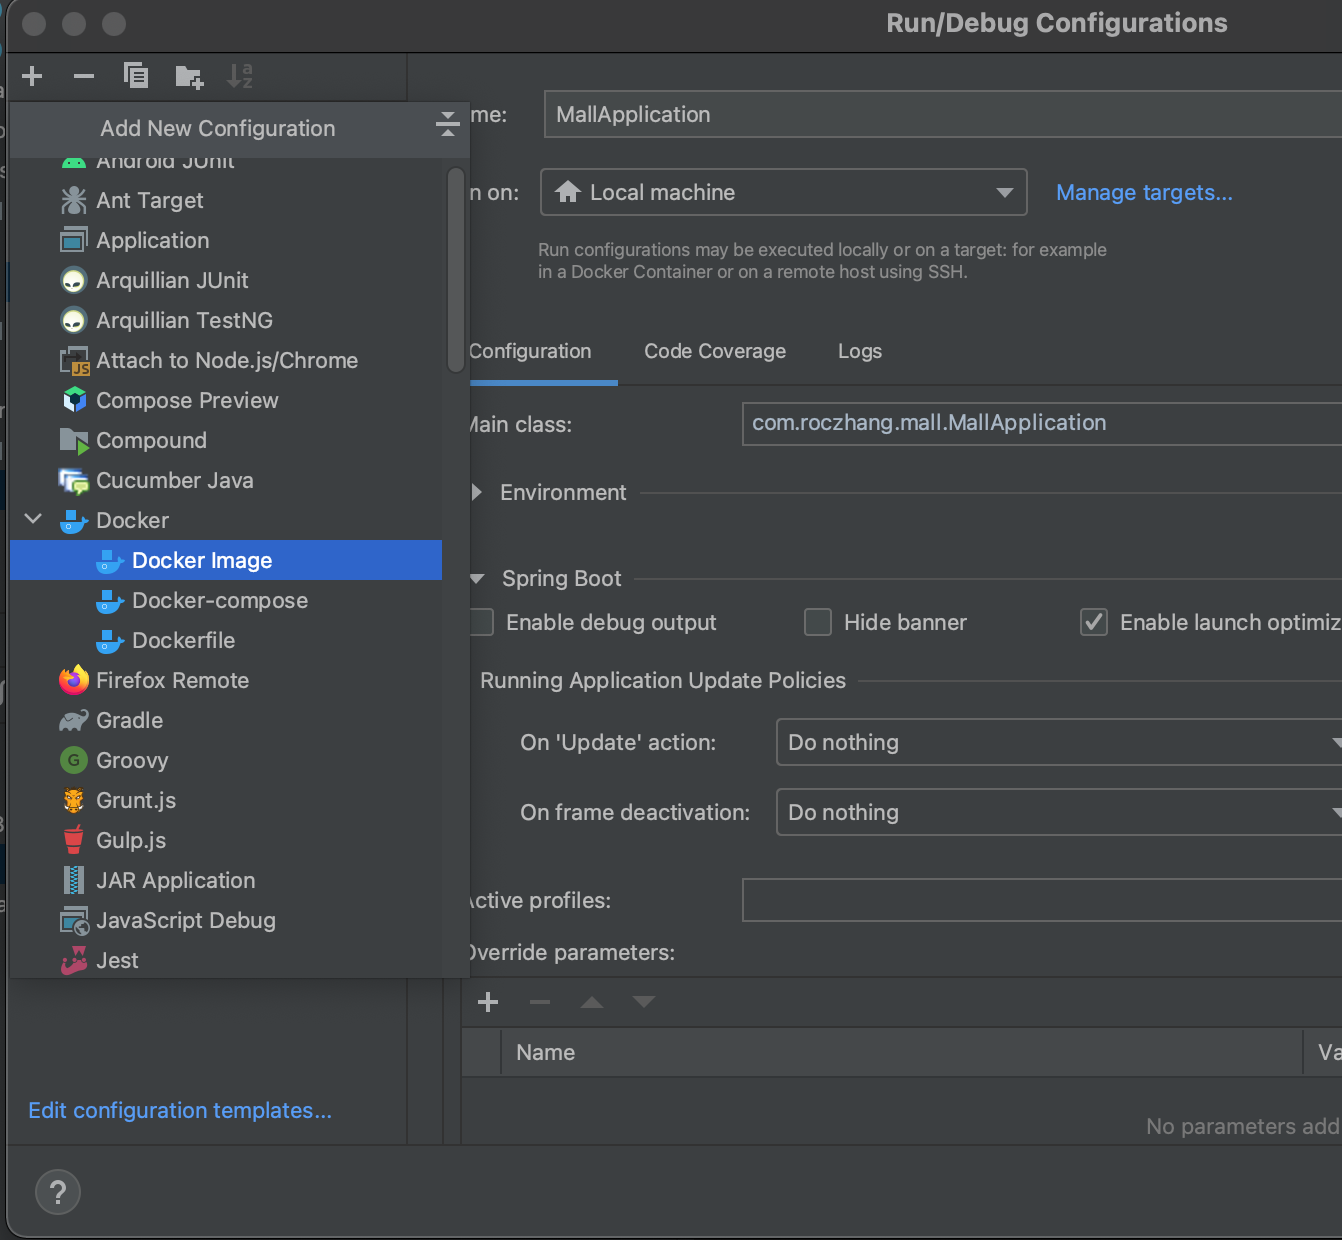 Run/Debug Configurations
Add New Configuration
Android JUnit
Ant Target
Application
Arquillian JUnit
Arquillian TestNG
Attach to Node.js/Chrome
Compose Preview
Compound
Cucumber Java
Docker
Docker Image
Docker-compose
Dockerfile
Firefox Remote
Gradle
Groovy
Grunt.js
Gulp.js
JAR Application
JavaScript Debug
Jest
Edit configuration templates...
?
me:
MallApplication
n on:
Local machine
Manage targets...
Run configurations may be executed locally or on a target: for example
in a Docker Container or on a remote host using SSH.
Configuration
Code Coverage
Logs
Main class:
com.roczhang.mall.MallApplication
Environment
Spring Boot
Enable debug output
Hide banner
Enable launch optimiz
Running Application Update Policies
On 'Update' action:
Do nothing
On frame deactivation:
Do nothing
Active profiles:
Override parameters:
Name
Va
No parameters add